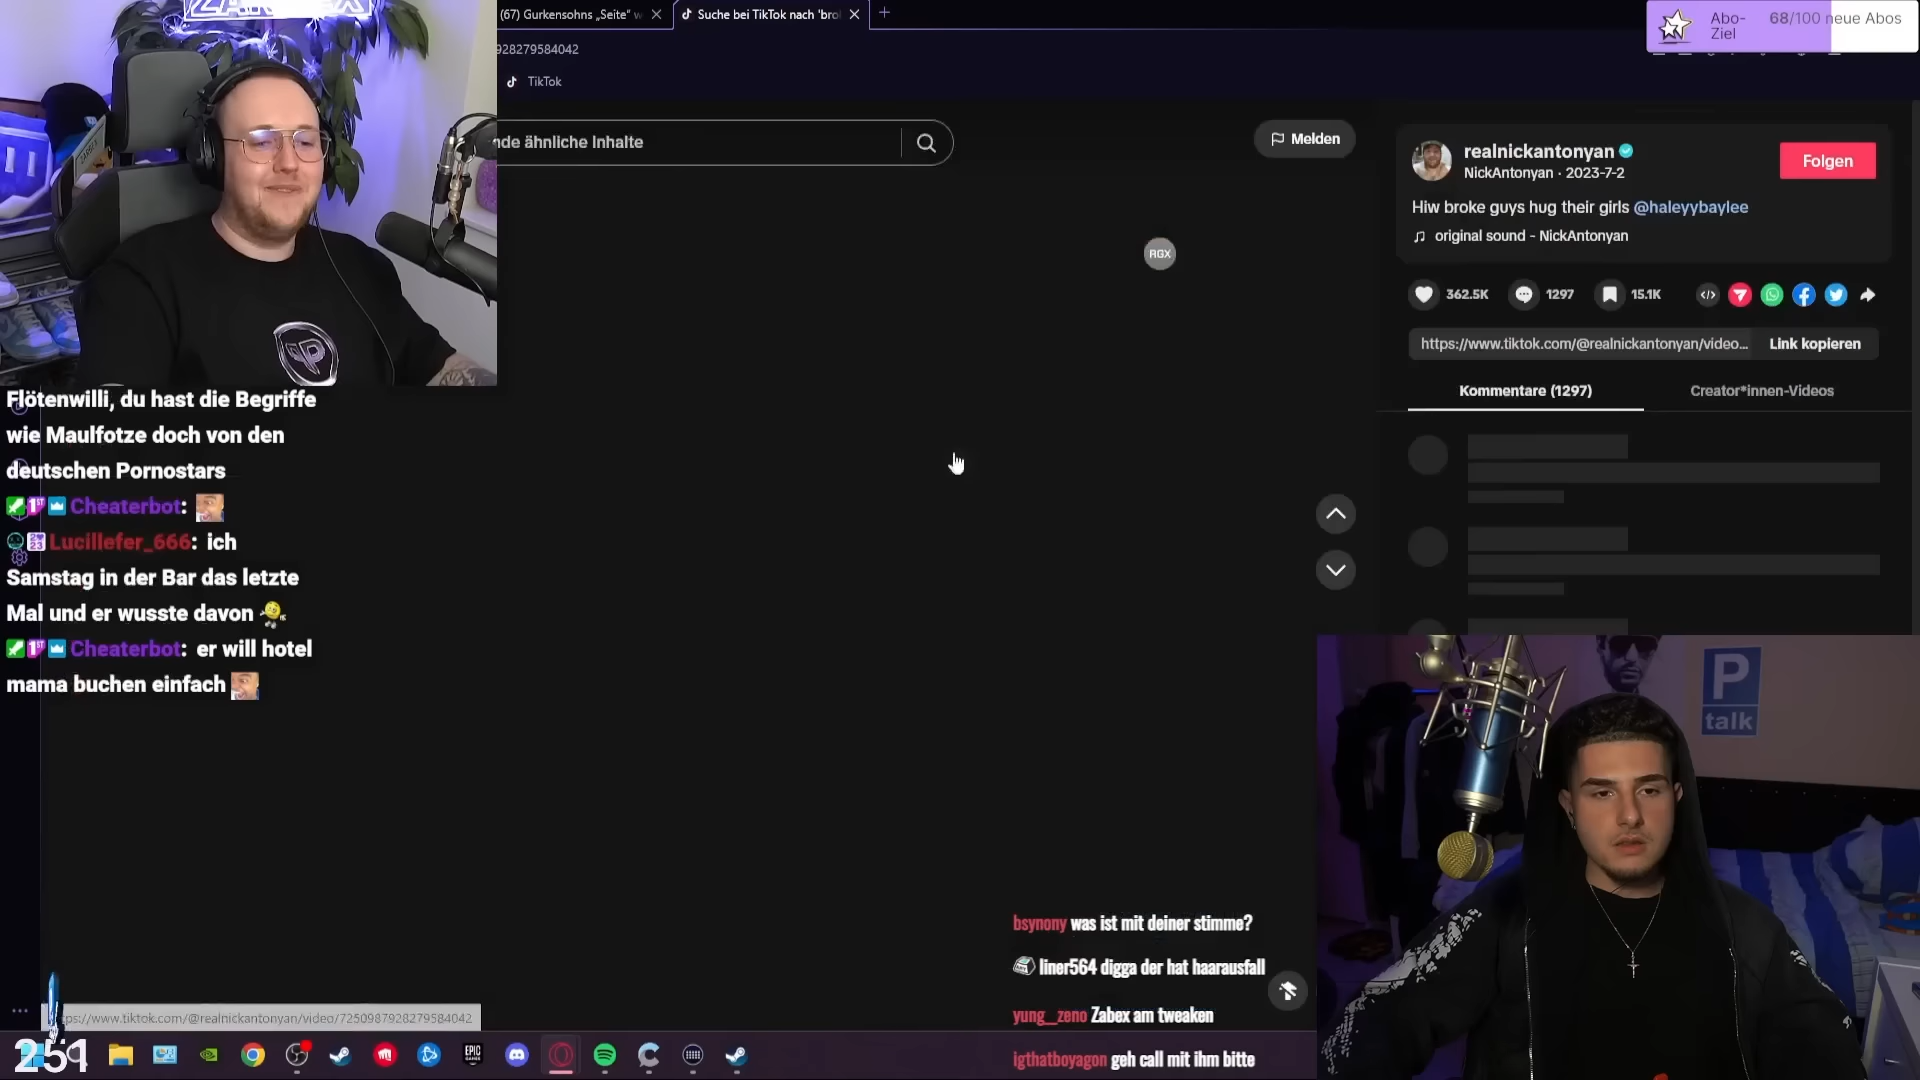 (67) Gurkensohns „Seite" w
Suche bei TikTok nach 'bro
928279584042
TikTok
Abo-
Ziel
68/100 neue Abos
nde ähnliche Inhalte
Melden
realnickantonyan
NickAntonyan · 2023-7-2
Folgen
Hiw broke guys hug their girls @haleyybaylee
original sound - NickAntonyan
RGX
362.5K
1297
15.1K
https://www.tiktok.com/@realnickantonyan/video...
Link kopieren
Kommentare (1297)
Creator*innen-Videos
Flötenwilli, du hast die Begriffe
wie Maulfotze doch von den
deutschen Pornostars
Cheaterbot:
Lucillefer_666: ich
Samstag in der Bar das letzte
Mal und er wusste davon
Cheaterbot: er will hotel
mama buchen einfach
P
talk
bsynony was ist mit deiner stimme?
liner564 digga der hat haarausfall
yung_zeno Zabex am tweaken
igthatboyagon geh call mit ihm bitte
ps://www.tiktok.com/@realnickantonyan/video/7250987928279584042
251
EPIC